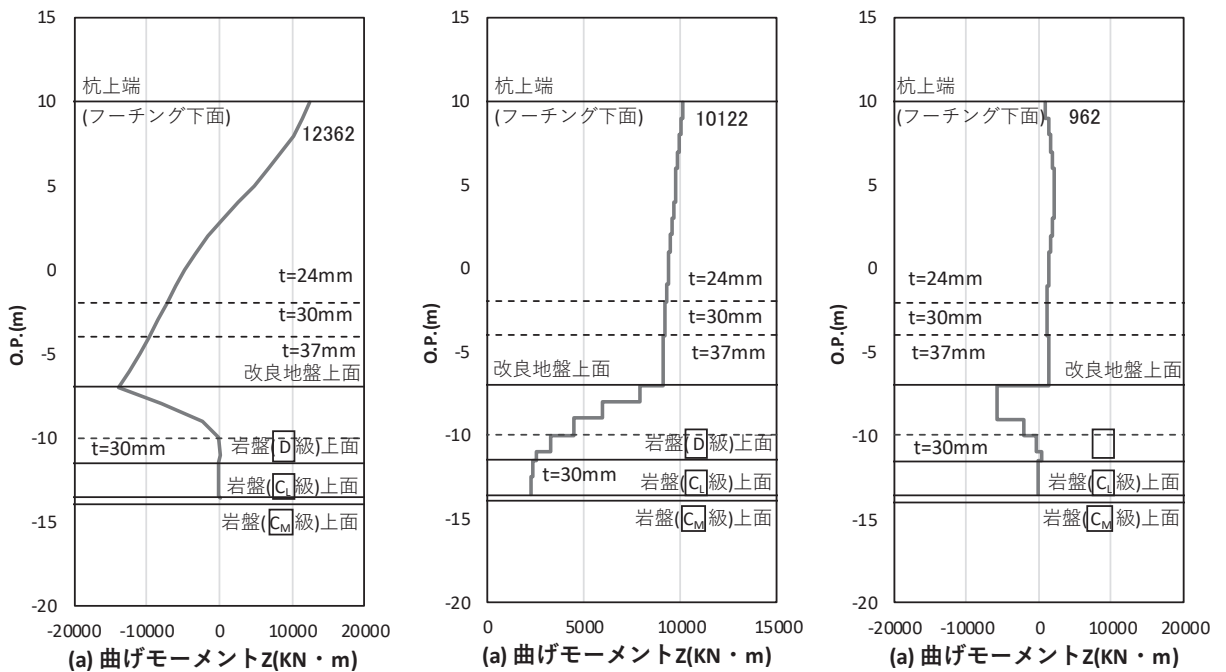 15
10
5
0
-5
-10
-15
-20
O.P.(m)
杭上端
(フーチング下面)
12362
t=24mm
t=30mm
t=37mm
改良地盤上面
岩盤(D級)上面
t=30mm
岩盤(CL級)上面
岩盤(CM級)上面
-20000 -10000 0 10000 20000
(a) 曲げモーメントZ(KN・m)
15
10
5
0
-5
-10
-15
-20
O.P.(m)
杭上端
(フーチング下面)
10122
t=24mm
t=30mm
t=37mm
改良地盤上面
岩盤(D級)上面
t=30mm
岩盤(CL級)上面
岩盤(CM級)上面
0 5000 10000 15000
(a) 曲げモーメントZ(KN・m)
15
10
5
0
-5
-10
-15
-20
O.P.(m)
杭上端
(フーチング下面)
962
t=24mm
t=30mm
t=37mm
改良地盤上面
t=30mm
岩盤(CL級)上面
岩盤(CM級)上面
-20000 -10000 0 10000 20000
(a) 曲げモーメントZ(KN・m)